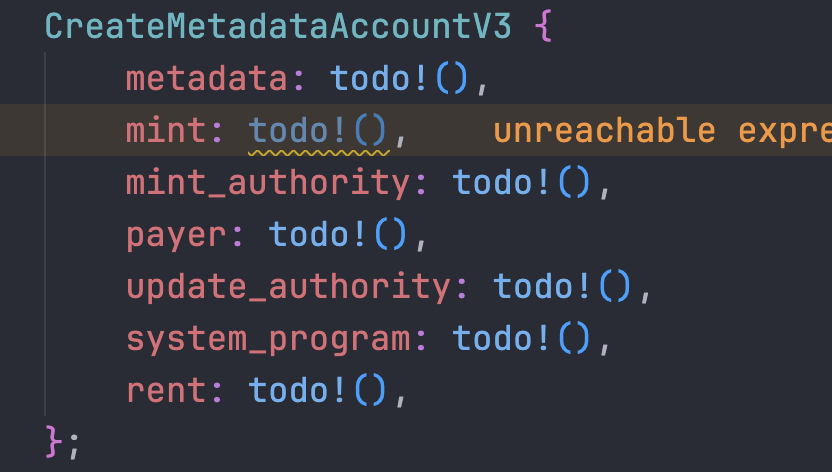 CreateMetadataAccountV3 {
metadata: todo!(),
mint: todo!(), unreachable expre
mint_authority: todo!(),
payer: todo!(),
update_authority: todo!(),
system_program: todo!(),
rent: todo!(),
};